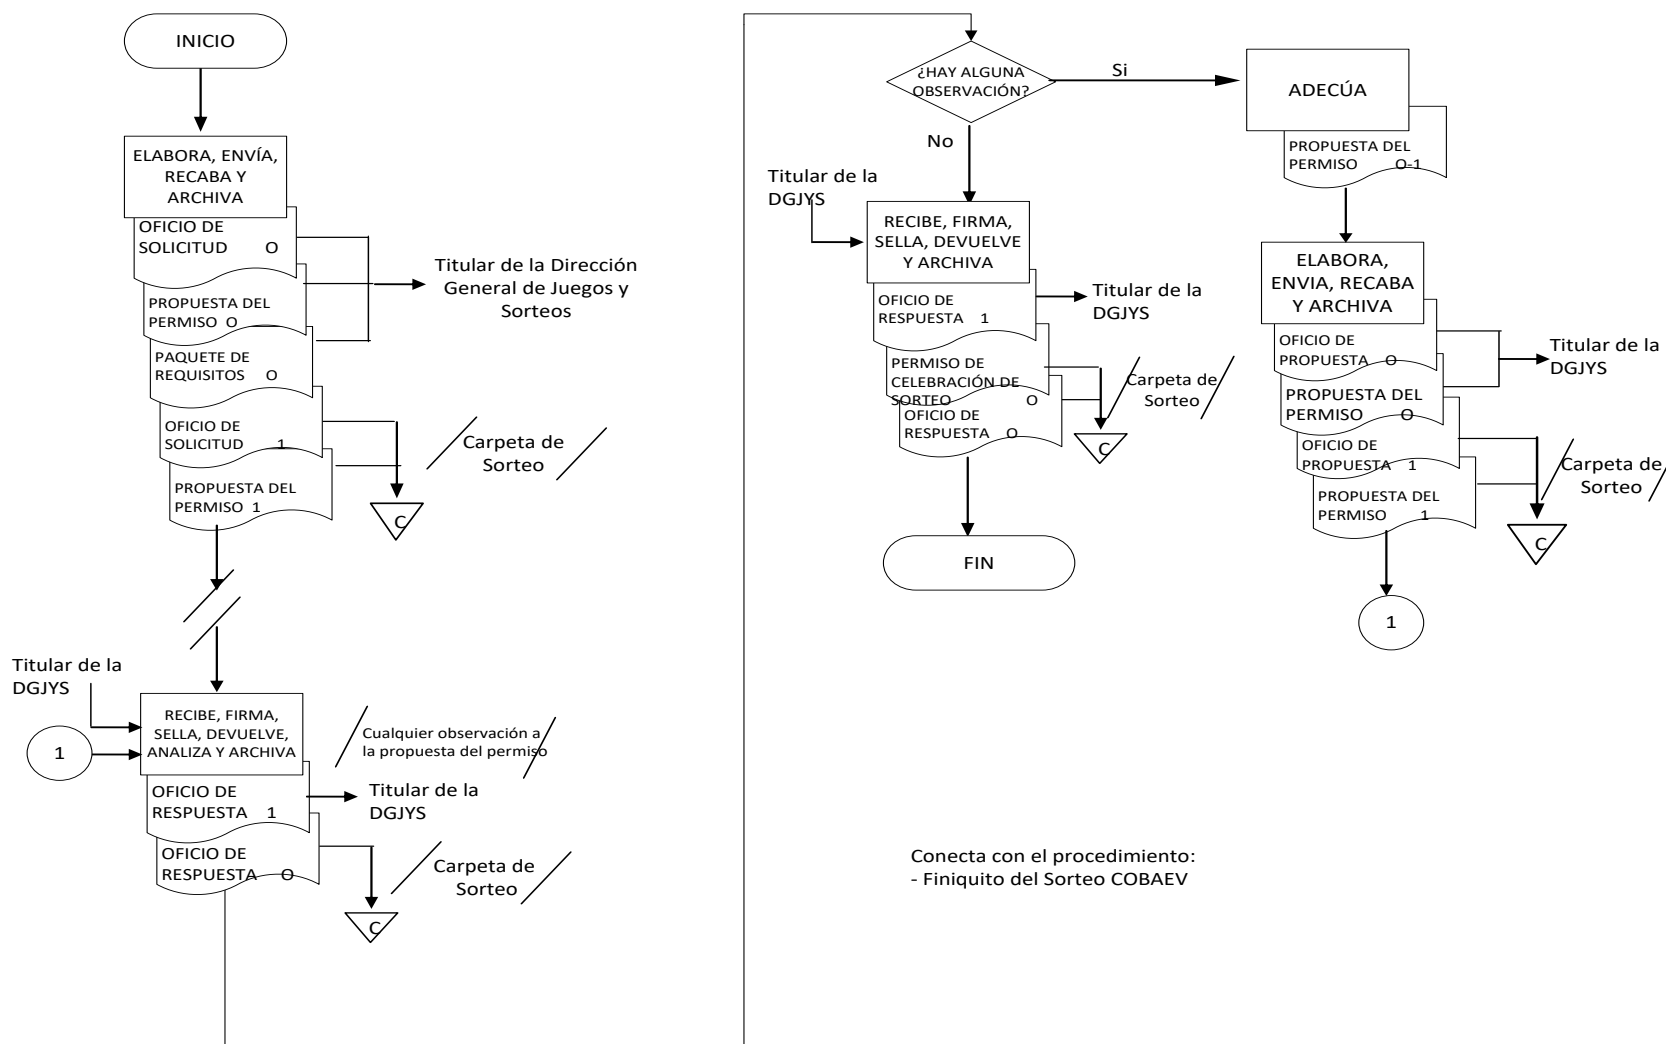 INICIO
ELABORA, ENVÍA,
RECABA Y
ARCHIVA
OFICIO DE
SOLICITUD O
PROPUESTA DEL
PERMISO O
PAQUETE DE
REQUISITOS O
Titular de la Dirección
General de Juegos y
Sorteos
OFICIO DE
SOLICITUD 1
PROPUESTA DEL
PERMISO 1
Carpeta de
Sorteo
C
Titular de la
DGJYS
1
RECIBE, FIRMA,
SELLA, DEVUELVE,
ANALIZA Y ARCHIVA
Cualquier observación a
la propuesta del permiso
OFICIO DE
RESPUESTA 1
Titular de la
DGJYS
OFICIO DE
RESPUESTA O
Carpeta de
Sorteo
C
¿HAY ALGUNA
OBSERVACIÓN?
Si
No
Titular de la
DGJYS
RECIBE, FIRMA,
SELLA, DEVUELVE
Y ARCHIVA
OFICIO DE
RESPUESTA 1
Titular de la
DGJYS
PERMISO DE
CELEBRACIÓN DE
SORTEO O
OFICIO DE
RESPUESTA O
Carpeta de
Sorteo
C
FIN
ADECÚA
PROPUESTA DEL
PERMISO O-1
ELABORA,
ENVIA, RECABA
Y ARCHIVA
OFICIO DE
PROPUESTA O
PROPUESTA DEL
PERMISO O
Titular de la
DGJYS
OFICIO DE
PROPUESTA 1
PROPUESTA DEL
PERMISO 1
Carpeta de
Sorteo
C
1
Conecta con el procedimiento:
- Finiquito del Sorteo COBAEV